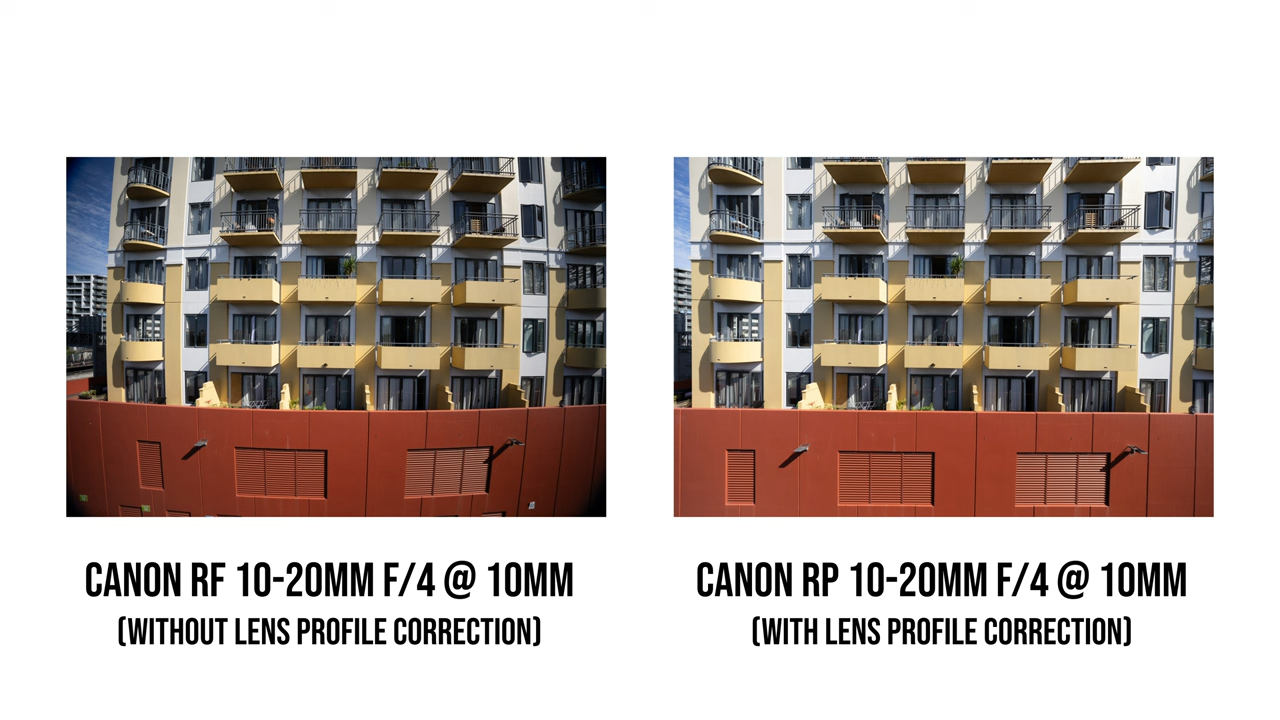 CANON RF 10-20MM F/4 @ 10MM
(WITHOUT LENS PROFILE CORRECTION)
CANON RP 10-20MM F/4 @ 10MM
(WITH LENS PROFILE CORRECTION)